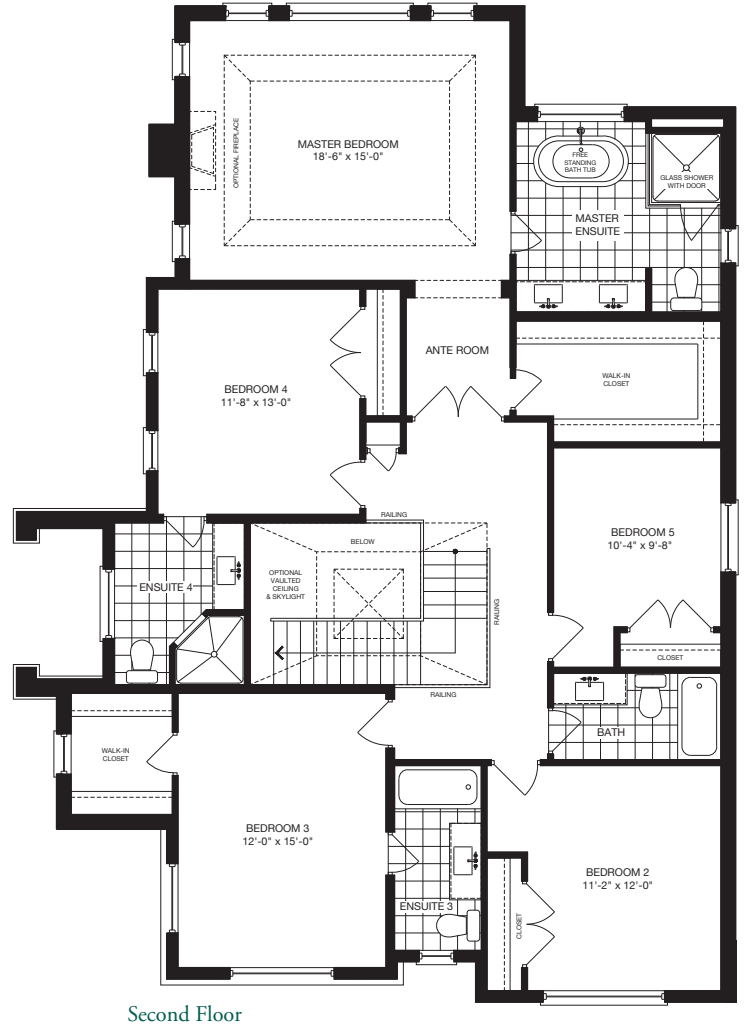 OPTIONAL FIREPLACE
MASTER BEDROOM
18'-6" x 15'-0"
FREE
STANDING
BATH TUB
GLASS SHOWER
WITH DOOR
MASTER
ENSUITE
ANTE ROOM
WALK-IN
CLOSET
BEDROOM 4
11'-8" x 13'-0"
RAILING
BELOW
OPTIONAL
VAULTED
CEILING
& SKYLIGHT
RAILING
RAILING
BEDROOM 5
10'-4" x 9'-8"
CLOSET
ENSUITE 4
BATH
WALK-IN
CLOSET
BEDROOM 3
12'-0" x 15'-0"
ENSUITE 3
CLOSET
BEDROOM 2
11'-2" x 12'-0"
Second Floor